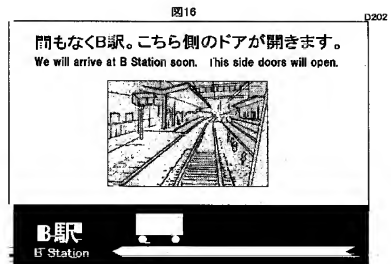 図16
D202
間もなくB駅。こちら側のドアが開きます。
We will arrive at B Station soon. This side doors will open.
B駅
B Station